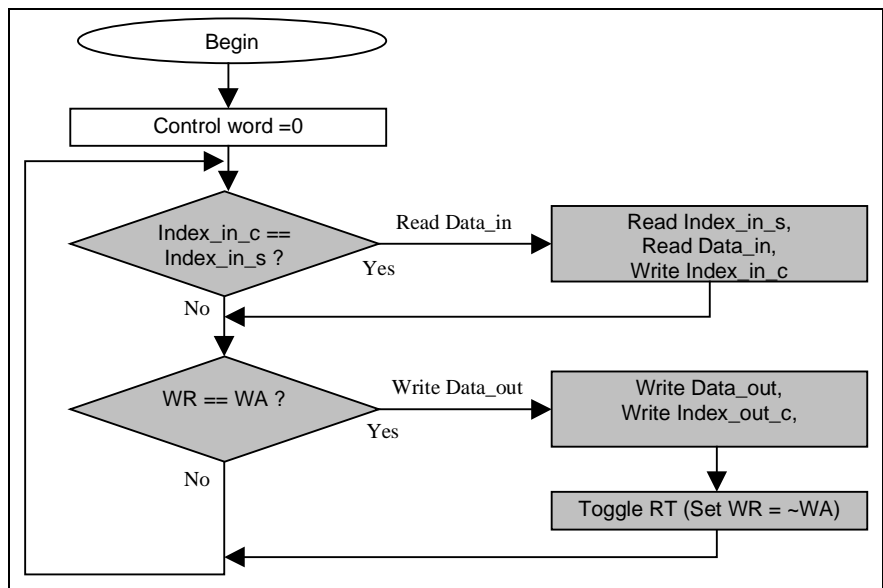 Begin
Control word =0
Index_in_c ==
Index_in_s ?
Read Data_in
Yes
Read Index_in_s,
Read Data_in,
Write Index_in_c
No
WR == WA ?
Write Data_out
Yes
Write Data_out,
Write Index_out_c,
No
Toggle RT (Set WR = ~WA)